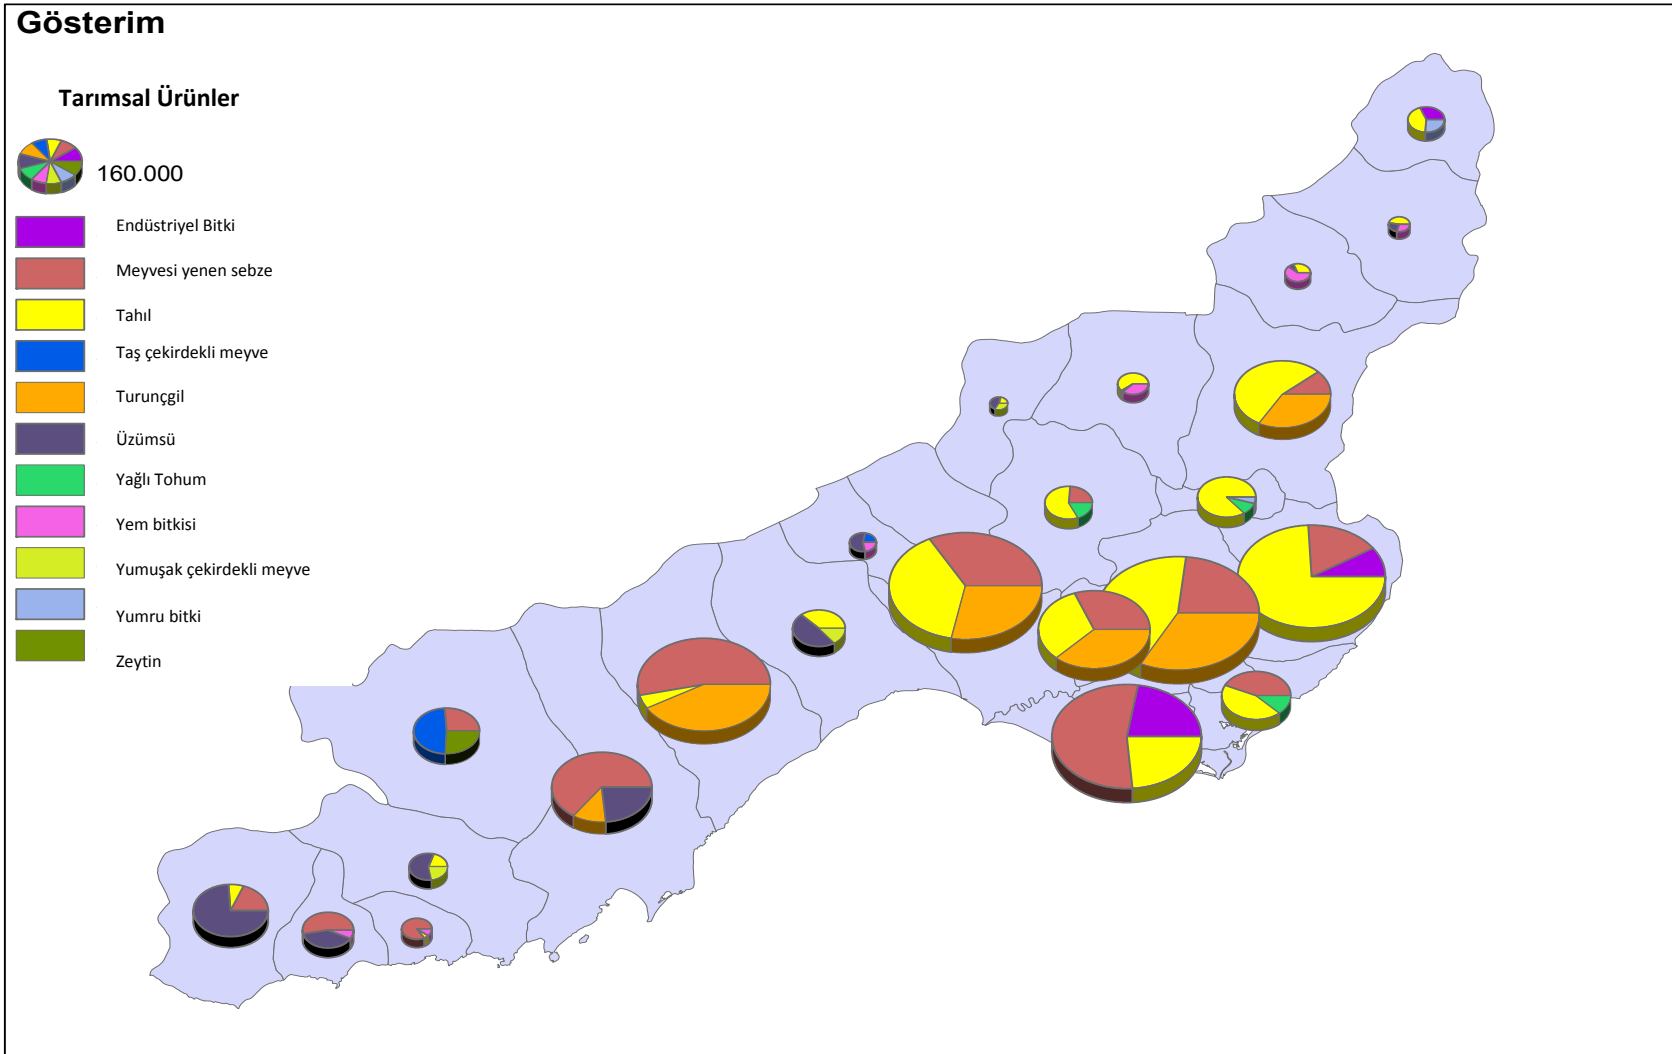 Gösterim
Tarımsal Ürünler
160.000
Endüstriyel Bitki
Meyvesi yenen sebze
Tahıl
Taş çekirdekli meyve
Turunçgil
Üzümsü
Yağlı Tohum
Yem bitkisi
Yumuşak çekirdekli meyve
Yumru bitki
Zeytin